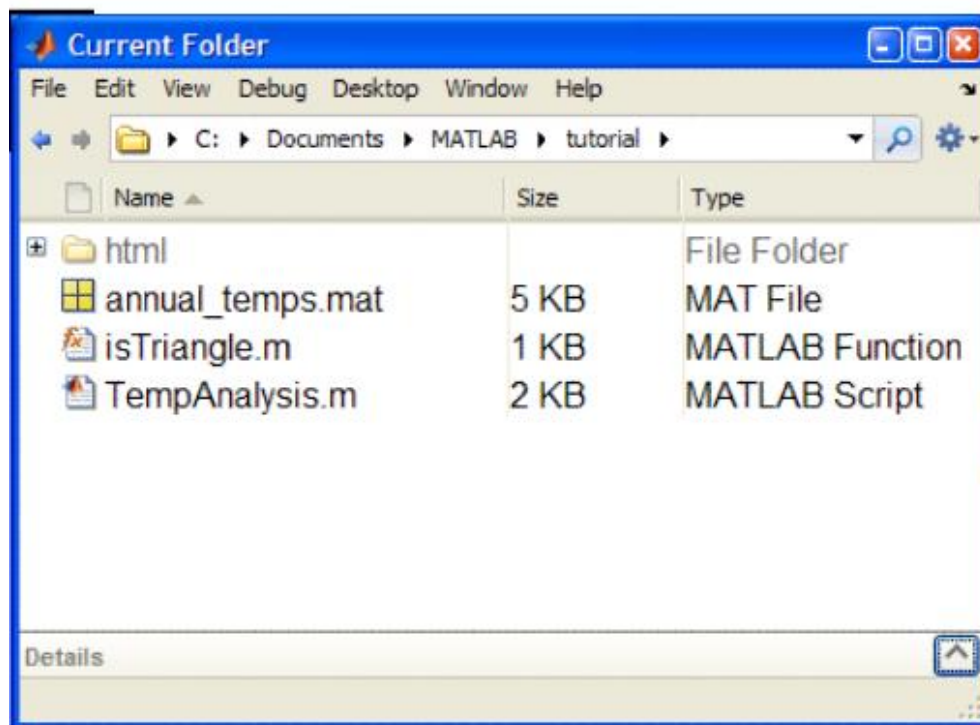 Current Folder
File Edit View Debug Desktop Window Help
C: Documents MATLAB tutorial
Name Size Type
html File Folder
annual_temps.mat 5 KB MAT File
isTriangle.m 1 KB MATLAB Function
TempAnalysis.m 2 KB MATLAB Script
Details